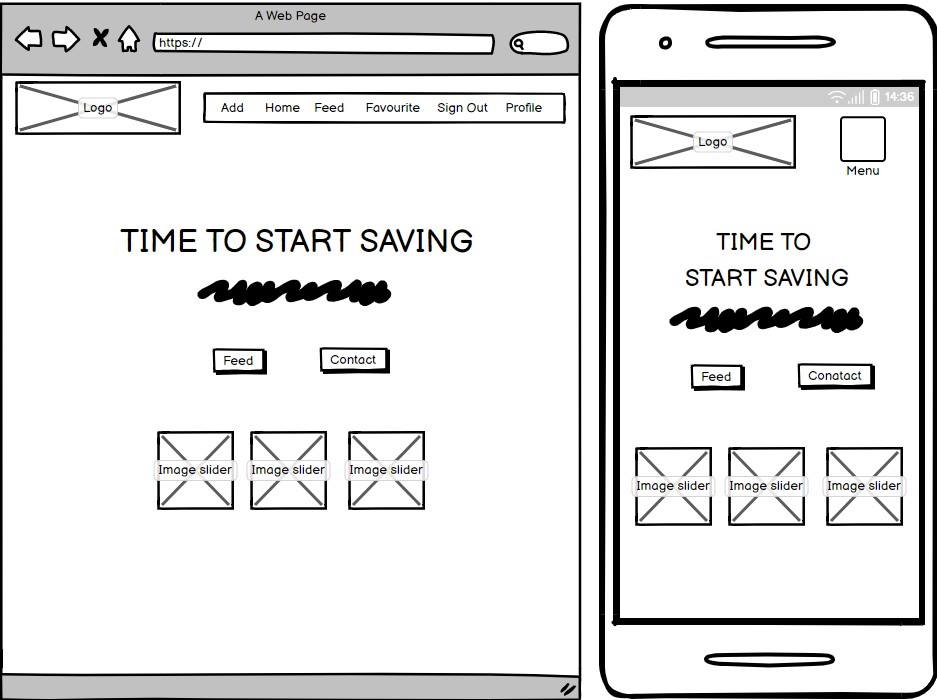 A Web Page
https://
Logo
Add Home Feed Favourite Sign Out Profile
TIME TO START SAVING
Feed Contact
Image slider Image slider Image slider
14:36
Logo
Menu
TIME TO
START SAVING
Feed Conatact
Image slider Image slider Image slider